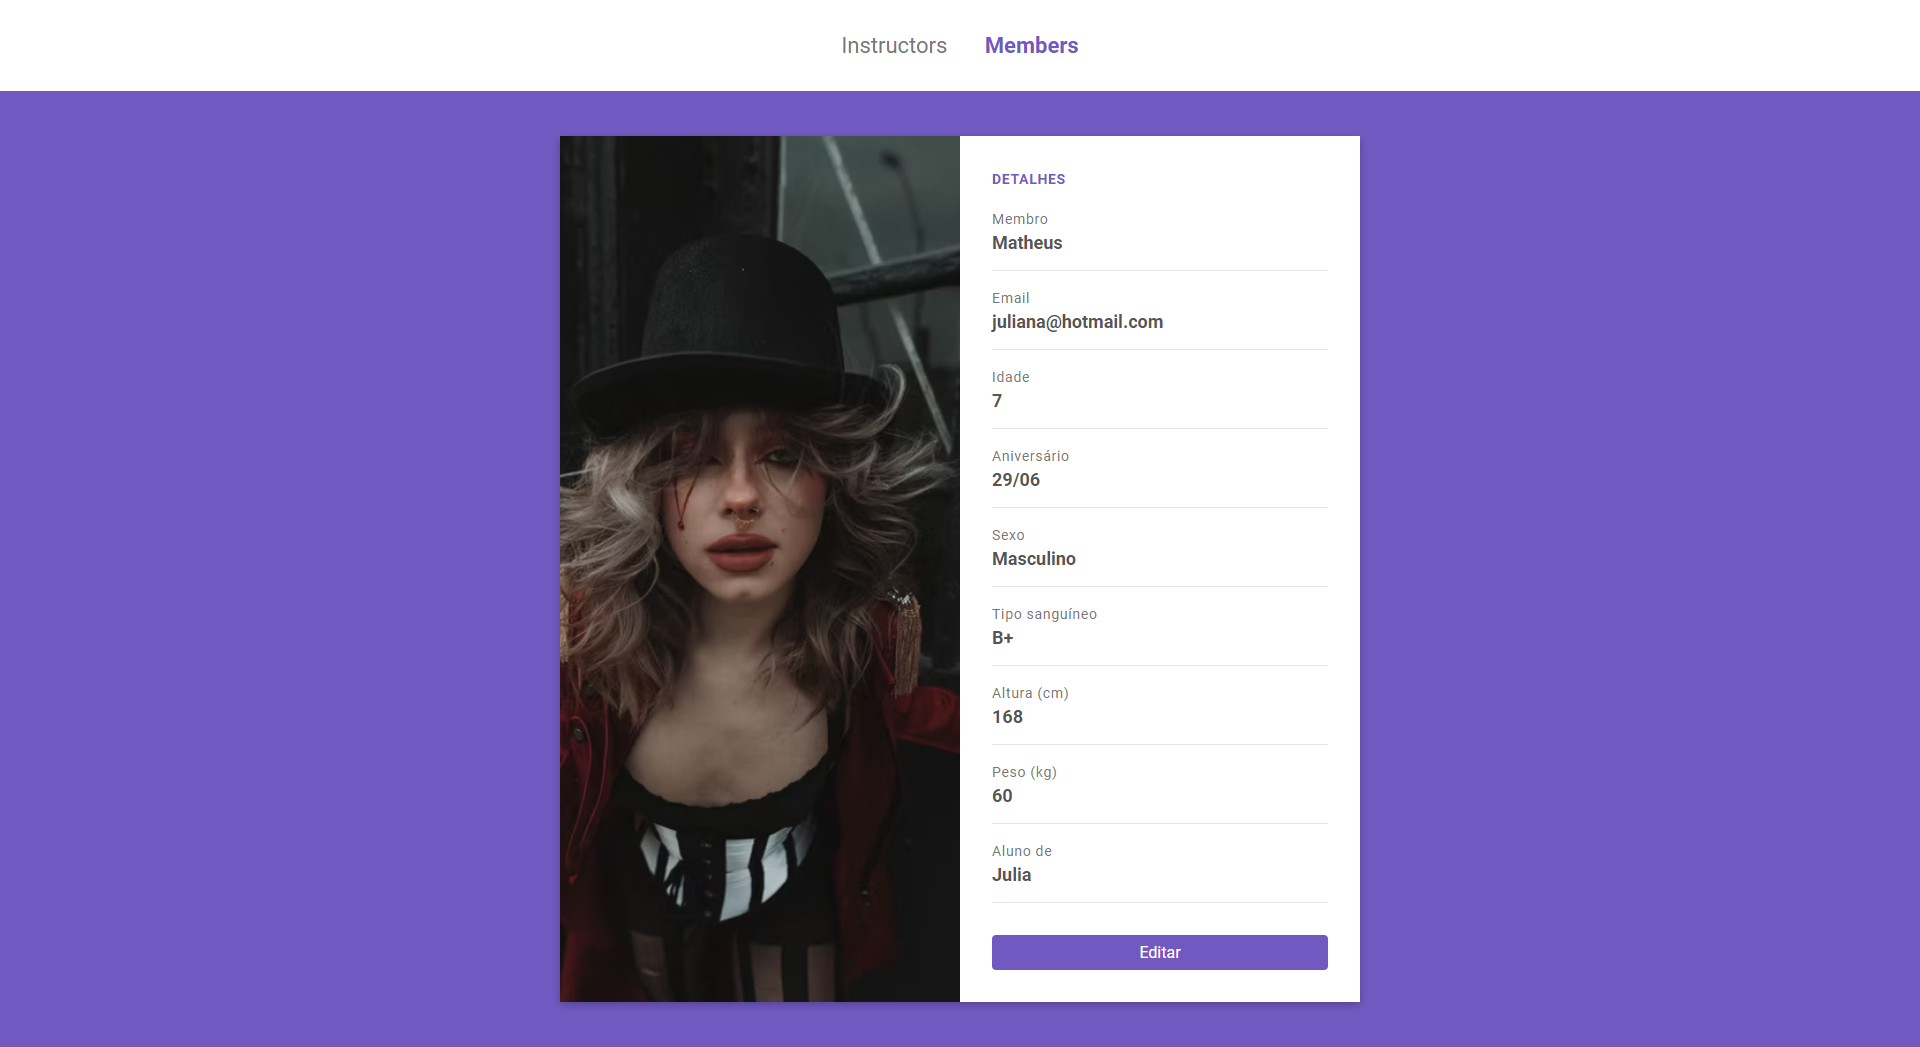 Instructors Members
DETALHES
Membro
Matheus
Email
juliana@hotmail.com
Idade
7
Aniversário
29/06
Sexo
Masculino
Tipo sanguíneo
B+
Altura (cm)
168
Peso (kg)
60
Aluno de
Julia
Editar